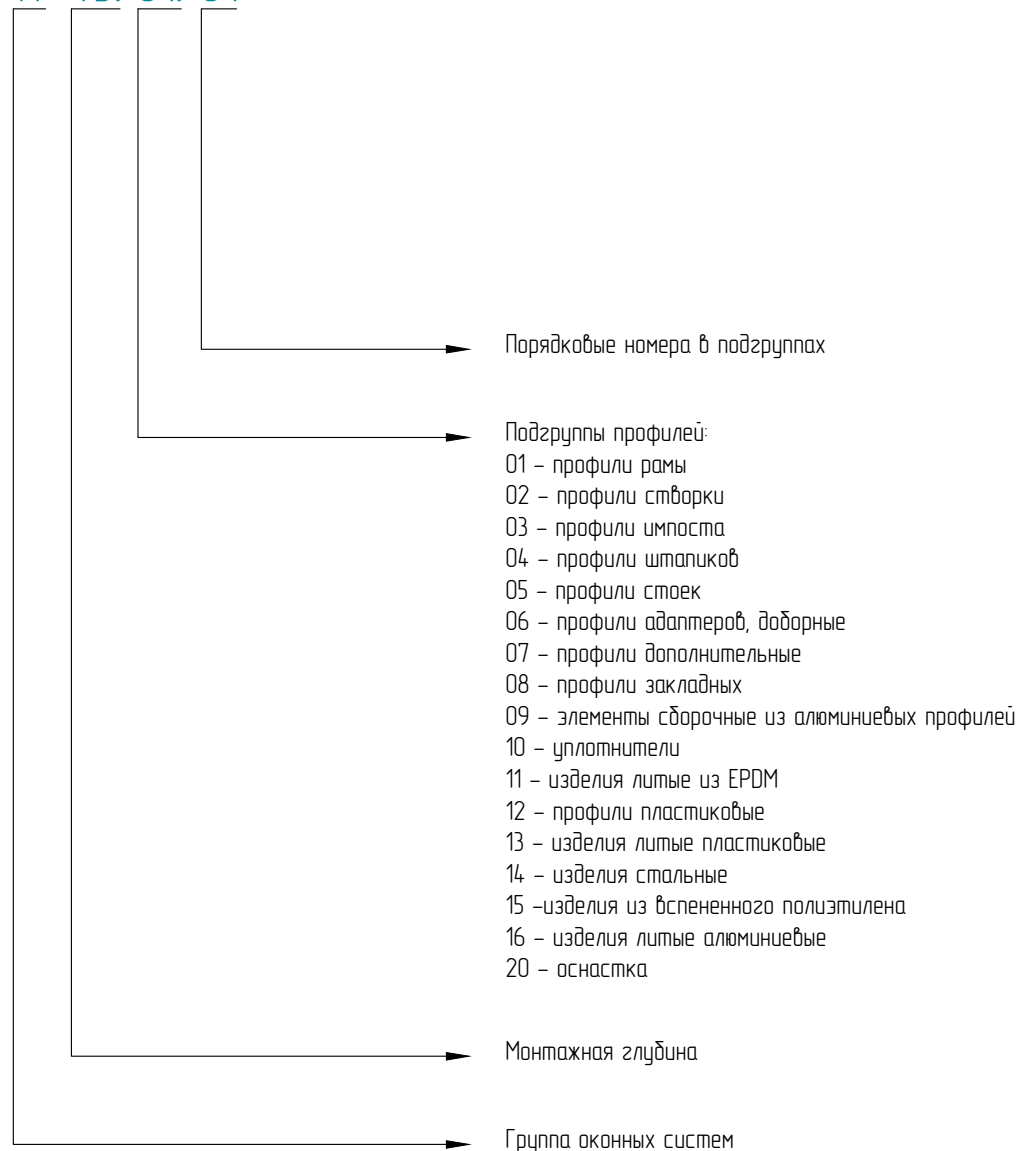 Порядковые номера в подгруппах
Подгруппы профилей:
01 – профили рамы
02 – профили створки
03 – профили импоста
04 – профили штапиков
05 – профили стоек
06 – профили адаптеров, доборные
07 – профили дополнительные
08 – профили закладных
09 – элементы сборочные из алюминиевых профилей
10 – уплотнители
11 – изделия литые из EPDM
12 – профили пластиковые
13 – изделия литые пластиковые
14 – изделия стальные
15 –изделия из вспененного полиэтилена
16 – изделия литые алюминиевые
20 – оснастка
Монтажная глубина
Группа оконных систем